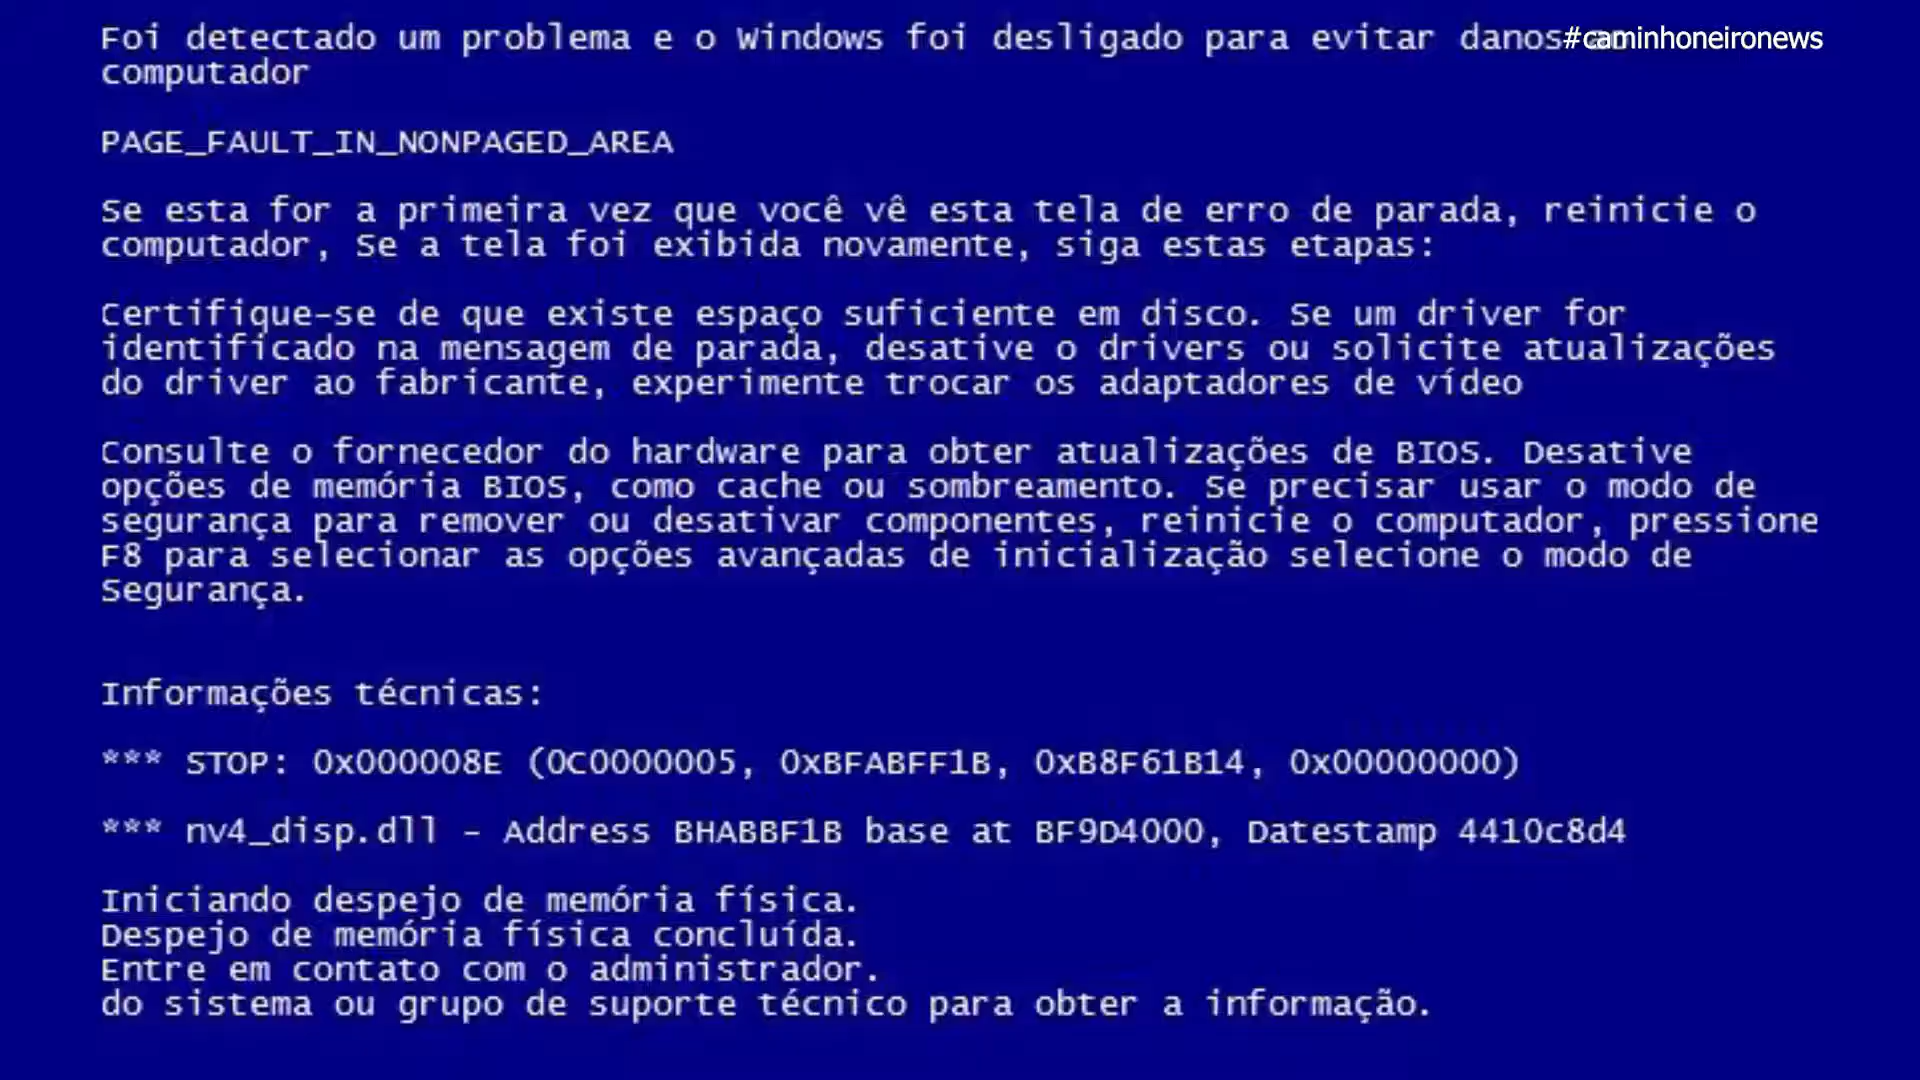 Foi detectado um problema e o Windows foi desligado para evitar danos #caminhoneironews
computador
PAGE_FAULT_IN_NONPAGED_AREA
Se esta for a primeira vez que você vê esta tela de erro de parada, reinicie o
computador, Se a tela foi exibida novamente, siga estas etapas:
Certifique-se de que existe espaço suficiente em disco. Se um driver for
identificado na mensagem de parada, desative o drivers ou solicite atualizações
do driver ao fabricante, experimente trocar os adaptadores de vídeo
Consulte o fornecedor do hardware para obter atualizações de BIOS. Desative
opções de memória BIOS, como cache ou sombreamento. Se precisar usar o modo de
segurança para remover ou desativar componentes, reinicie o computador, pressione
F8 para selecionar as opções avançadas de inicialização selecione o modo de
Segurança.
Informações técnicas:
*** STOP: 0x000008E (0C0000005, 0xBFABFF1B, 0xB8F61B14, 0x00000000)
*** nv4_disp.dll - Address BHABBF1B base at BF9D4000, Datestamp 4410c8d4
Iniciando despejo de memória física.
Despejo de memória física concluída.
Entre em contato com o administrador.
do sistema ou grupo de suporte técnico para obter a informação.